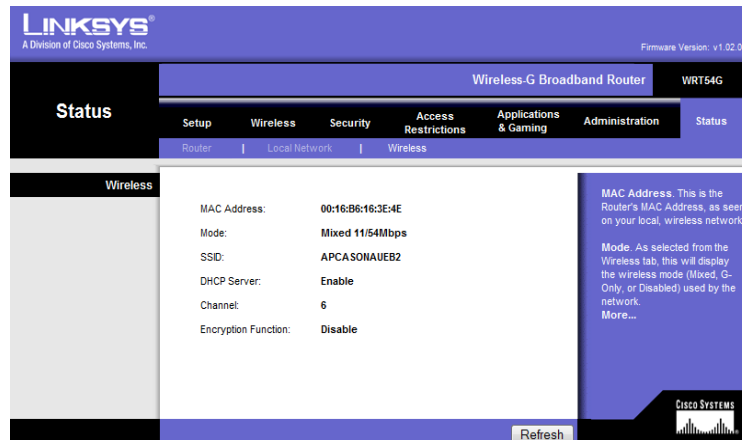 LINKSYS®
A Division of Cisco Systems, Inc.
Firmware Version: v1.02.0
Wireless-G Broadband Router WRT54G
Status
Setup Wireless Security Access Restrictions Applications & Gaming Administration Status
Router | Local Network | Wireless
Wireless
MAC Address: 00:16:B6:16:3E:4E
Mode: Mixed 11/54Mbps
SSID: APCASONAUEB2
DHCP Server: Enable
Channel: 6
Encryption Function: Disable
MAC Address. This is the
Router's MAC Address, as seen
on your local, wireless network
Mode. As selected from the
Wireless tab, this will display
the wireless mode (Mixed, G-
Only, or Disabled) used by the
network.
More...
CISCO SYSTEMS
Refresh